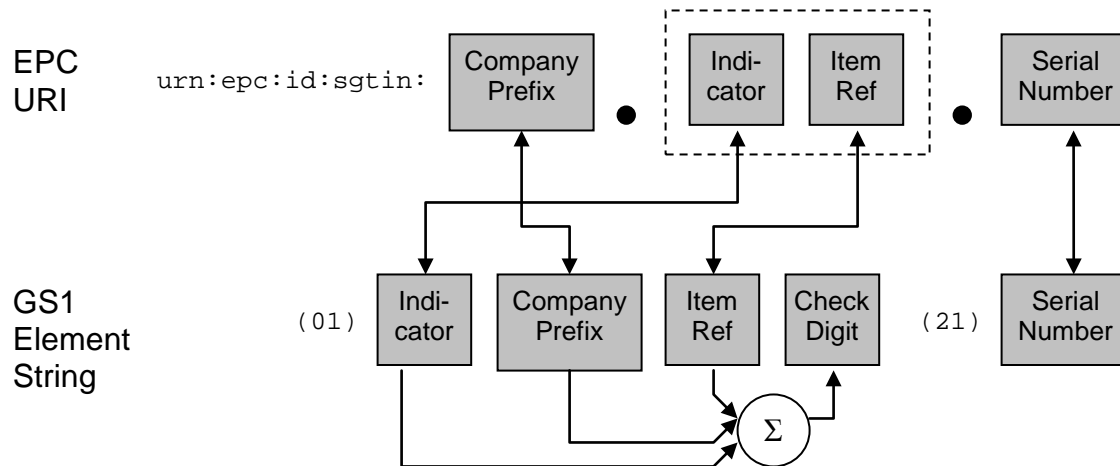 EPC
URI
urn:epc:id:sgtin:
Company
Prefix
Indi-
cator
Item
Ref
Serial
Number
GS1
Element
String
(01)
Indi-
cator
Company
Prefix
Item
Ref
Check
Digit
(21)
Serial
Number
Σ